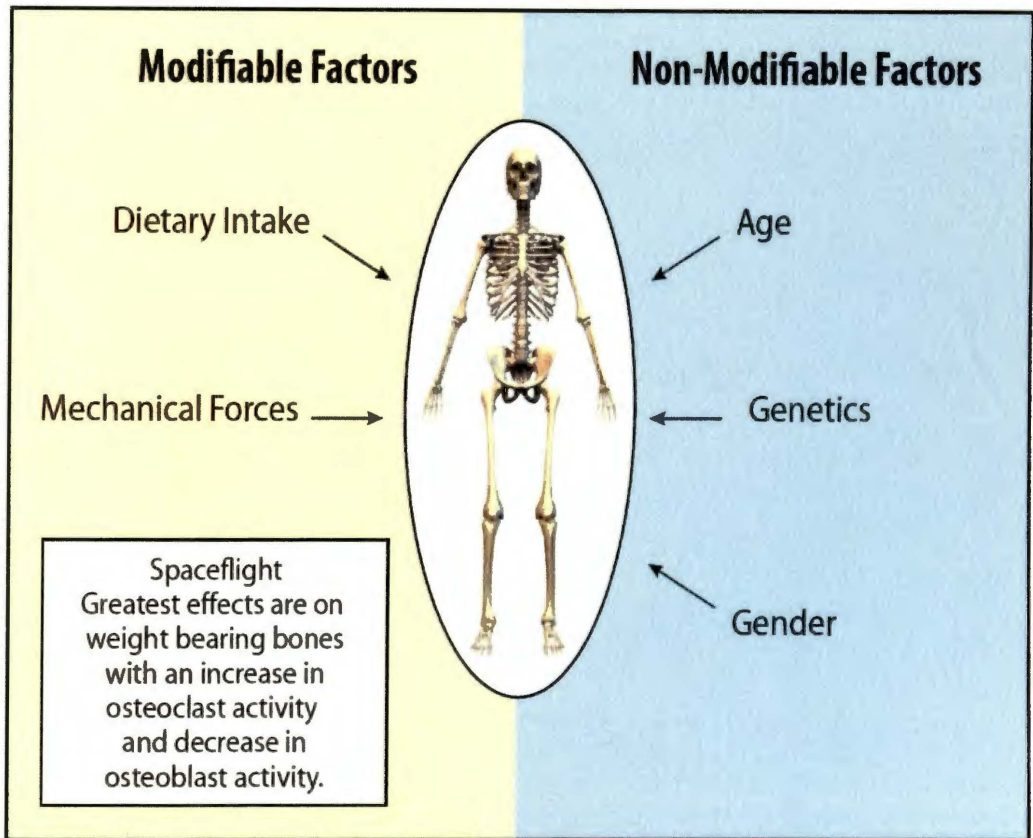 Modifiable Factors
Non-Modifiable Factors
Dietary Intake
Age
Mechanical Forces
Genetics
Gender
Spaceflight
Greatest effects are on
weight bearing bones
with an increase in
osteoclast activity
and decrease in
osteoblast activity.